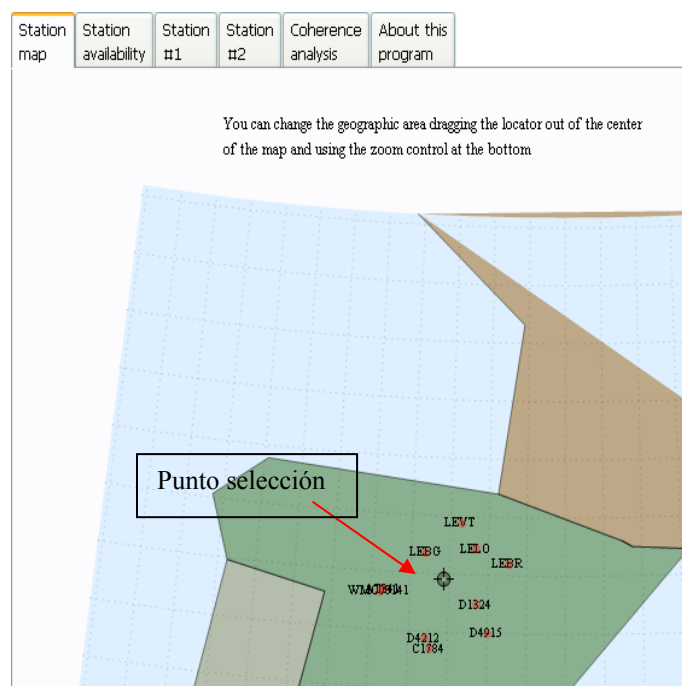 Station map
Station availability
Station #1
Station #2
Coherence analysis
About this program
You can change the geographic area dragging the locator out of the center
of the map and using the zoom control at the bottom
Punto selección
LEVT
LEBG
LELO
LEBR
D1324
D4915
D4212
C1784